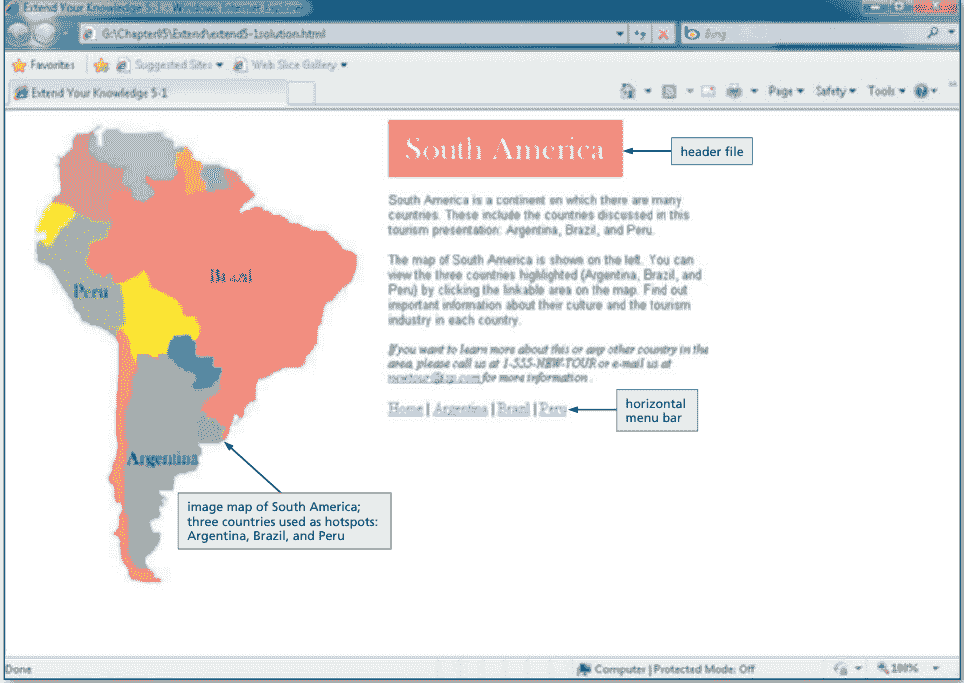 Extend Your Knowledge 5-1 - Windows Internet Explorer
G:\Chapter05\Extend\extend5-1solution.html
Bing
Favorites Suggested Sites Web Slice Gallery
Extend Your Knowledge 5-1
Page Safety Tools
South America
header file
South America is a continent on which there are many
countries. These include the countries discussed in this
tourism presentation: Argentina, Brazil, and Peru.
The map of South America is shown on the left. You can
view the three countries highlighted (Argentina, Brazil, and
Peru) by clicking the linkable area on the map. Find out
important information about their culture and the tourism
industry in each country.
If you want to learn more about this or any other country in the
area, please call us at 1-555-NEW-TOUR or e-mail us at
for more information.
Home | Argentina | Brazil | Peru
horizontal
menu bar
Brazil
Peru
Argentina
image map of South America;
three countries used as hotspots:
Argentina, Brazil, and Peru
Done
Computer | Protected Mode: Off
100%